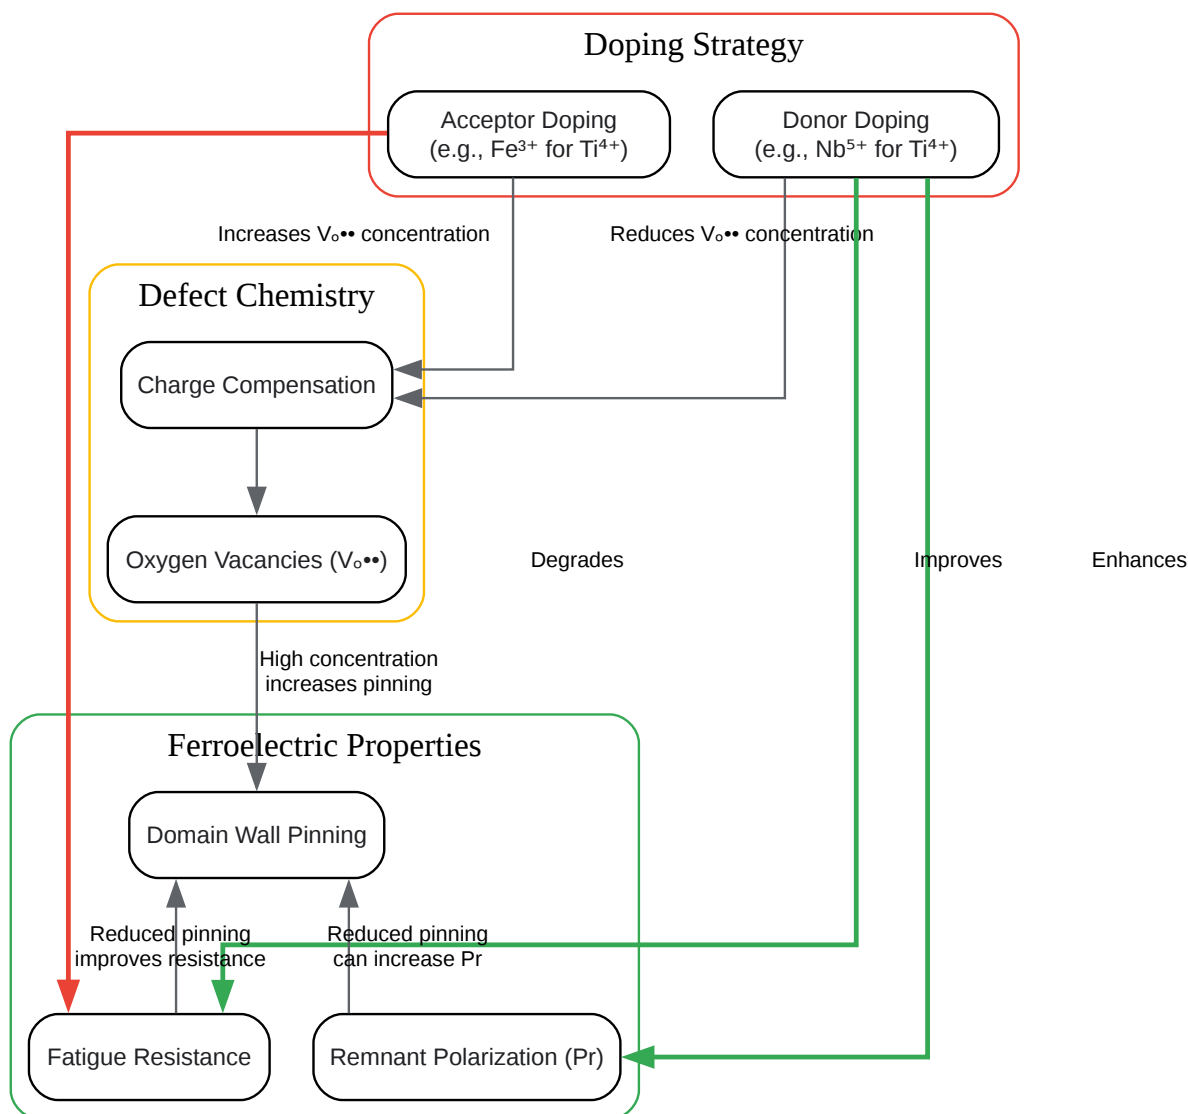 Doping Strategy
Acceptor Doping
(e.g., Fe³⁺ for Ti⁴⁺)
Donor Doping
(e.g., Nb⁵⁺ for Ti⁴⁺)
Increases Vₒ•• concentration
Reduces Vₒ•• concentration
Defect Chemistry
Charge Compensation
Oxygen Vacancies (Vₒ••)
Degrades
Improves
Enhances
High concentration
increases pinning
Ferroelectric Properties
Domain Wall Pinning
Reduced pinning
improves resistance
Reduced pinning
can increase Pr
Fatigue Resistance
Remnant Polarization (Pr)